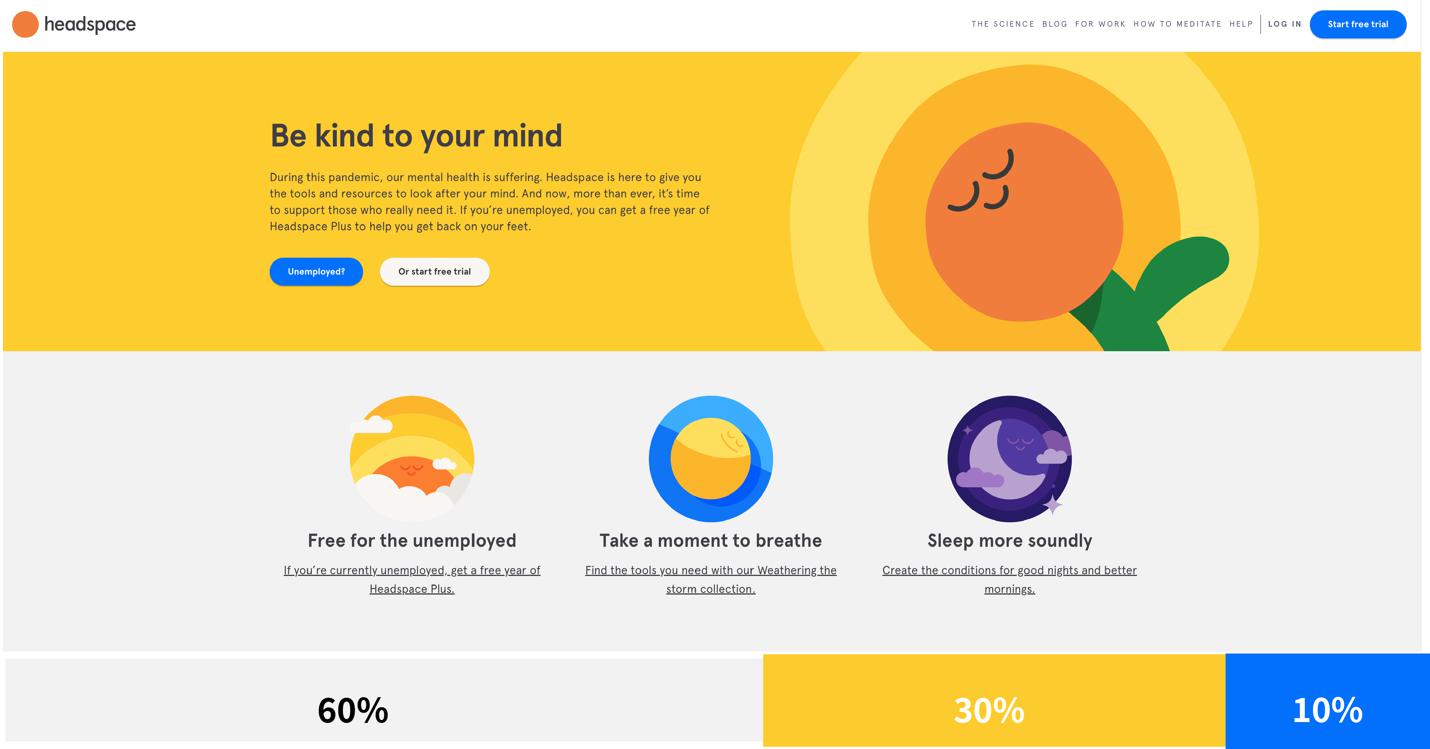 headspace
THE SCIENCE BLOG FOR WORK HOW TO MEDITATE HELP LOG IN Start free trial
Be kind to your mind
During this pandemic, our mental health is suffering. Headspace is here to give you
the tools and resources to look after your mind. And now, more than ever, it’s time
to support those who really need it. If you’re unemployed, you can get a free year of
Headspace Plus to help you get back on your feet.
Unemployed? Or start free trial
Free for the unemployed
If you’re currently unemployed, get a free year of
Headspace Plus.
Take a moment to breathe
Find the tools you need with our Weathering the
storm collection.
Sleep more soundly
Create the conditions for good nights and better
mornings.
60% 30% 10%